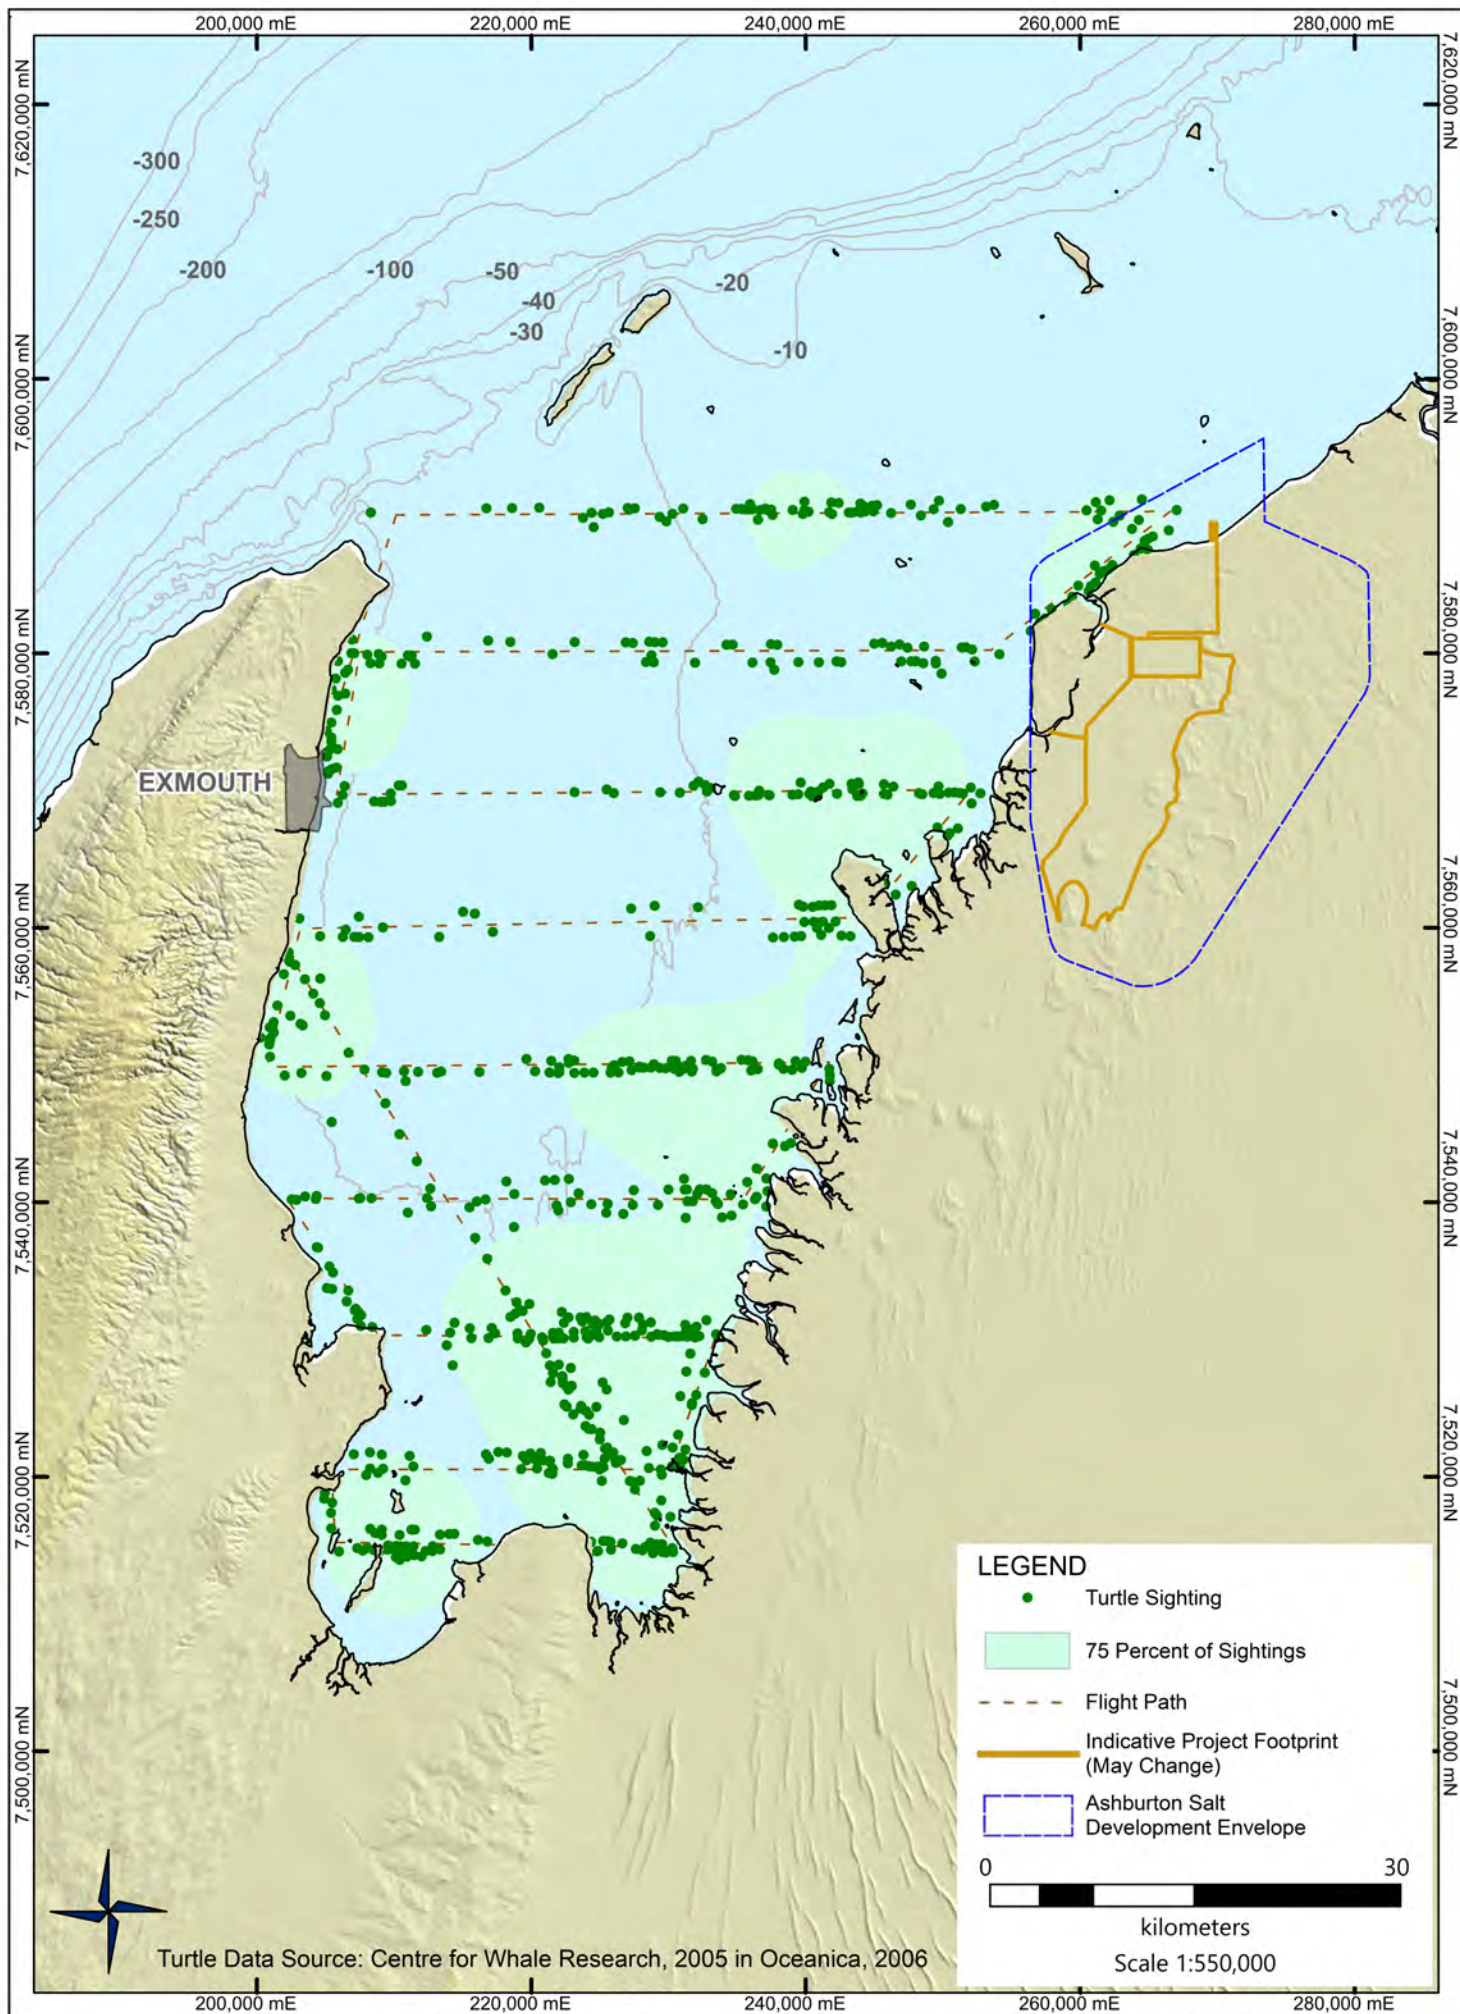 200,000 mE
220,000 mE
240,000 mE
260,000 mE
280,000 mE
7,620,000 mN
7,620,000 mN
-300
-250
-200
-100
-50
-40
-30
-20
-10
7,600,000 mN
7,600,000 mN
7,580,000 mN
7,580,000 mN
EXMOUTH
7,560,000 mN
7,560,000 mN
7,540,000 mN
7,540,000 mN
7,520,000 mN
7,520,000 mN
7,500,000 mN
7,500,000 mN
LEGEND
Turtle Sighting
75 Percent of Sightings
Flight Path
Indicative Project Footprint
(May Change)
Ashburton Salt
Development Envelope
0 30
kilometers
Scale 1:550,000
Turtle Data Source: Centre for Whale Research, 2005 in Oceanica, 2006
200,000 mE
220,000 mE
240,000 mE
260,000 mE
280,000 mE